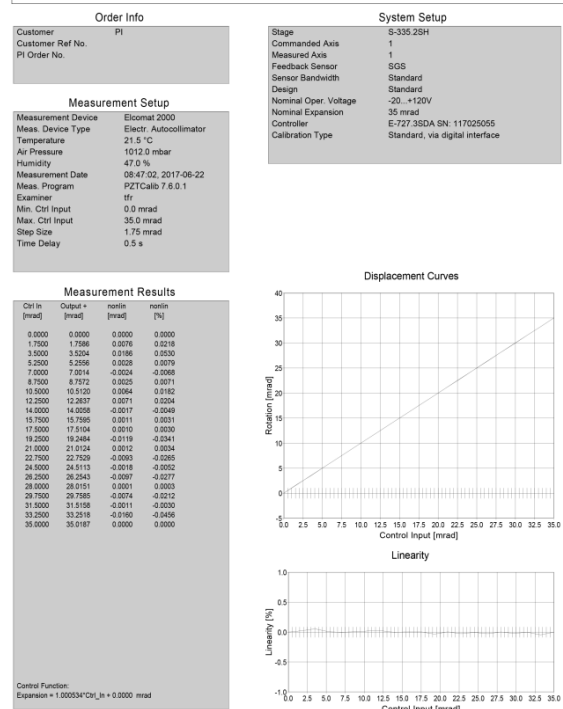 Order Info
Customer PI
Customer Ref No.
PI Order No.
System Setup
Stage S-335.2SH
Commanded Axis 1
Measured Axis 1
Feedback Sensor SGS
Sensor Bandwidth Standard
Design Standard
Nominal Oper. Voltage -20...+120V
Nominal Expansion 35 mrad
Controller E-727.3SDA SN: 117025055
Calibration Type Standard, via digital interface
Measurement Setup
Measurement Device Elcomat 2000
Meas. Device Type Electr. Autocollimator
Temperature 21.5 °C
Air Pressure 1012.0 mbar
Humidity 47.0 %
Measurement Date 08:47:02, 2017-06-22
Meas. Program PZTCalib 7.6.0.1
Examiner tfr
Min. Ctrl Input 0.0 mrad
Max. Ctrl Input 35.0 mrad
Step Size 1.75 mrad
Time Delay 0.5 s
Measurement Results
Ctrl In Output + nonlin nonlin
[mrad] [mrad] [mrad] [%]
0.0000 0.0000 0.0000 0.0000
1.7500 1.7586 0.0076 0.0218
3.5000 3.5204 0.0186 0.0530
5.2500 5.2556 0.0028 0.0079
7.0000 7.0014 -0.0024 -0.0068
8.7500 8.7572 0.0025 0.0071
10.5000 10.5120 0.0064 0.0182
12.2500 12.2637 0.0071 0.0204
14.0000 14.0058 -0.0017 -0.0049
15.7500 15.7595 0.0011 0.0031
17.5000 17.5104 0.0010 0.0030
19.2500 19.2484 -0.0119 -0.0341
21.0000 21.0124 0.0012 0.0034
22.7500 22.7529 -0.0093 -0.0265
24.5000 24.5113 -0.0018 -0.0052
26.2500 26.2543 -0.0097 -0.0277
28.0000 28.0151 0.0001 0.0003
29.7500 29.7585 -0.0074 -0.0212
31.5000 31.5158 -0.0011 -0.0030
33.2500 33.2518 -0.0160 -0.0456
35.0000 35.0187 0.0000 0.0000
Control Function:
Expansion = 1.000534*Ctrl_In + 0.0000 mrad
Displacement Curves
40
35
30
25
20
15
10
5
0
-5
Rotation [mrad]
0.0 2.5 5.0 7.5 10.0 12.5 15.0 17.5 20.0 22.5 25.0 27.5 30.0 32.5 35.0
Control Input [mrad]
Linearity
1.0
0.5
0.0
-0.5
-1.0
Linearity [%]
0.0 2.5 5.0 7.5 10.0 12.5 15.0 17.5 20.0 22.5 25.0 27.5 30.0 32.5 35.0
Control Input [mrad]